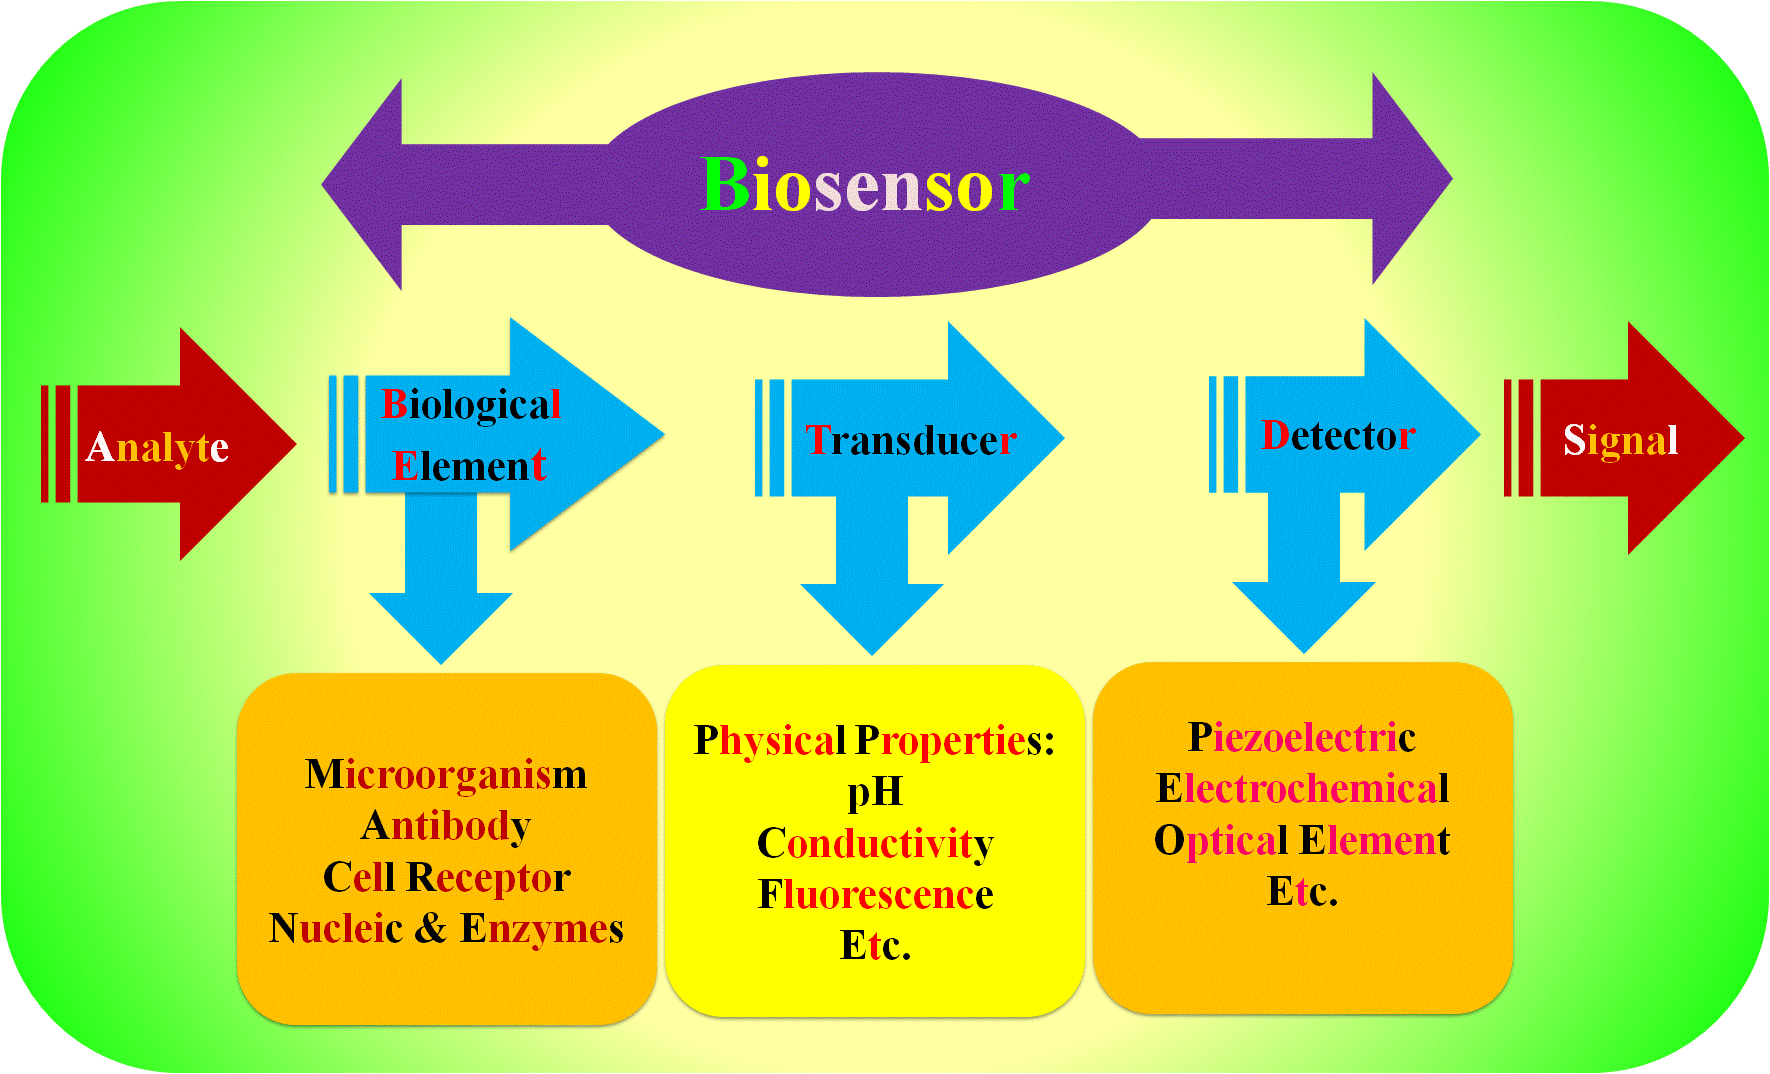 Biosensor
Analyte
Biological
Element
Transducer
Detector
Signal
Microorganism
Antibody
Cell Receptor
Nucleic & Enzymes
Physical Properties:
pH
Conductivity
Fluorescence
Etc.
Piezoelectric
Electrochemical
Optical Element
Etc.